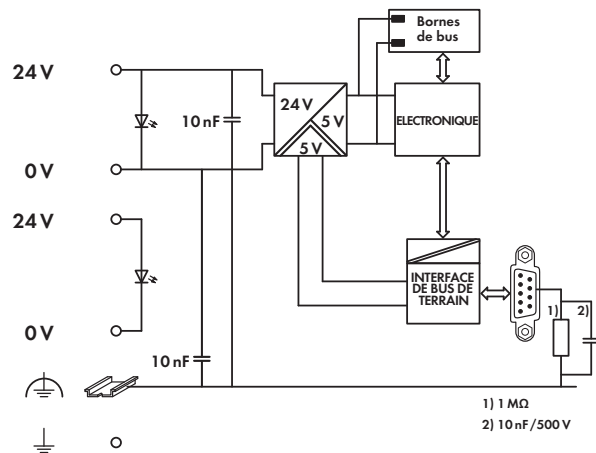 Bornes
de bus
24 V
24 V
10 nF
5 V
ELECTRONIQUE
5 V
0 V
24 V
INTERFACE
DE BUS DE
TERRAIN
1)
2)
0 V
10 nF
1) 1 MΩ
2) 10 nF/500 V